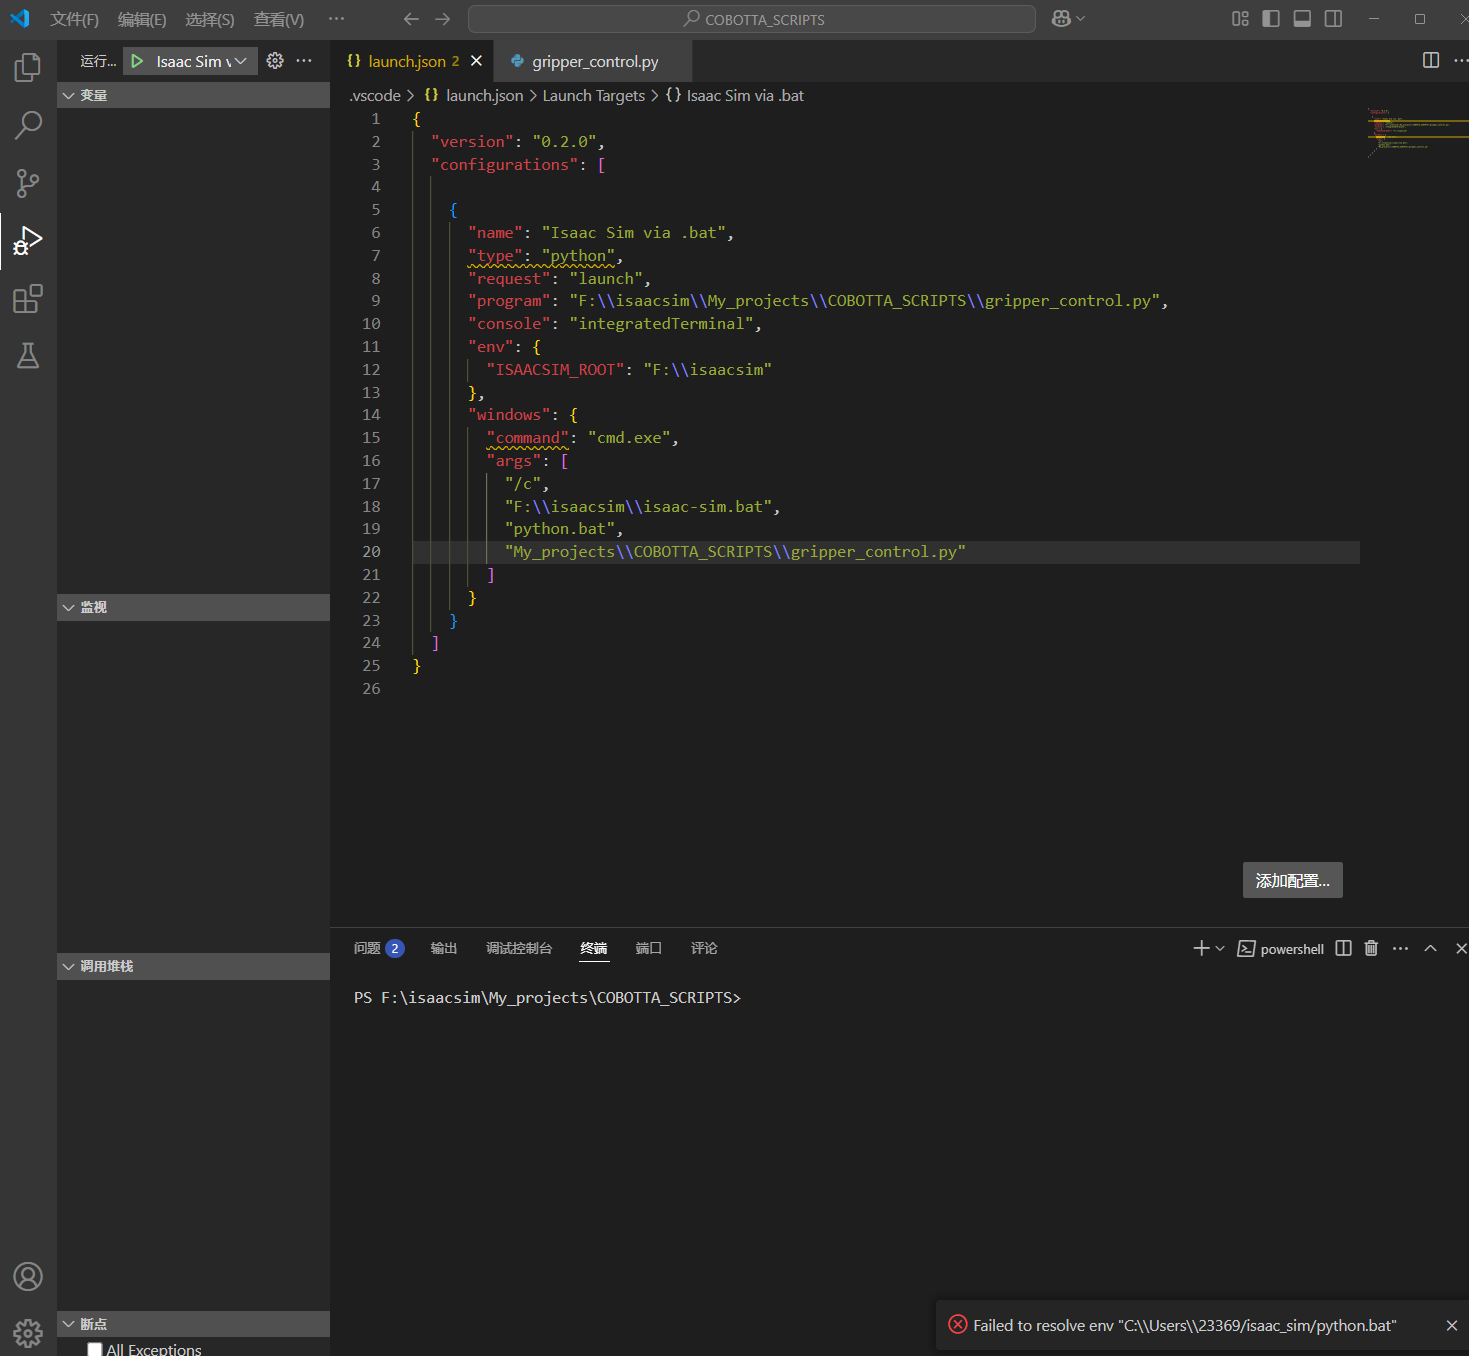 文件(F) 编辑(E) 选择(S) 查看(V) ··· COBOTTA_SCRIPTS
运行... Isaac Sim v ···
launch.json 2
gripper_control.py
变量
.vscode > {} launch.json > Launch Targets > {} Isaac Sim via .bat
1 {
2 "version": "0.2.0",
3 "configurations": [
4
5 {
6 "name": "Isaac Sim via .bat",
7 "type": "python",
8 "request": "launch",
9 "program": "F:\\isaacsim\\My_projects\\COBOTTA_SCRIPTS\\gripper_control.py",
10 "console": "integratedTerminal",
11 "env": {
12 "ISAACSIM_ROOT": "F:\\isaacsim"
13 },
14 "windows": {
15 "command": "cmd.exe",
16 "args": [
17 "/c",
18 "F:\\isaacsim\\isaac-sim.bat",
19 "python.bat",
20 "My_projects\\COBOTTA_SCRIPTS\\gripper_control.py"
21 ]
22 }
23 }
24 ]
25 }
26
监视
添加配置...
问题 2 输出 调试控制台 终端 端口 评论 powershell ···
调用堆栈
PS F:\isaacsim\My_projects\COBOTTA_SCRIPTS>
断点
All Exceptions
Failed to resolve env "C:\\Users\\23369/isaac_sim/python.bat"